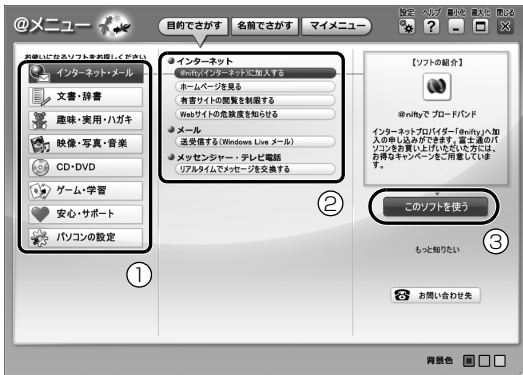 @メニュー
目的でさがす 名前でさがす マイメニュー
設定 ヘルプ 最小化 最大化 閉じる
お使いになるソフトをお探しください
インターネット・メール
文書・辞書
趣味・実用・ハガキ
映像・写真・音楽
CD・DVD
ゲーム・学習
安心・サポート
パソコンの設定
①
インターネット
@nifty(インターネット)に加入する
ホームページを見る
有害サイトの閲覧を制限する
Webサイトの危険度を知らせる
メール
送受信する(Windows Live メール)
メッセンジャー・テレビ電話
リアルタイムでメッセージを交換する
②
【ソフトの紹介】
@niftyで ブロードバンド
インターネットプロバイダー「@nifty」へ加
入の申し込みができます。富士通のパ
ソコンをお買い上げいただいた方には、
お得なキャンペーンをご用意していま
す。
このソフトを使う
③
もっと知りたい
お問い合わせ先
背景色